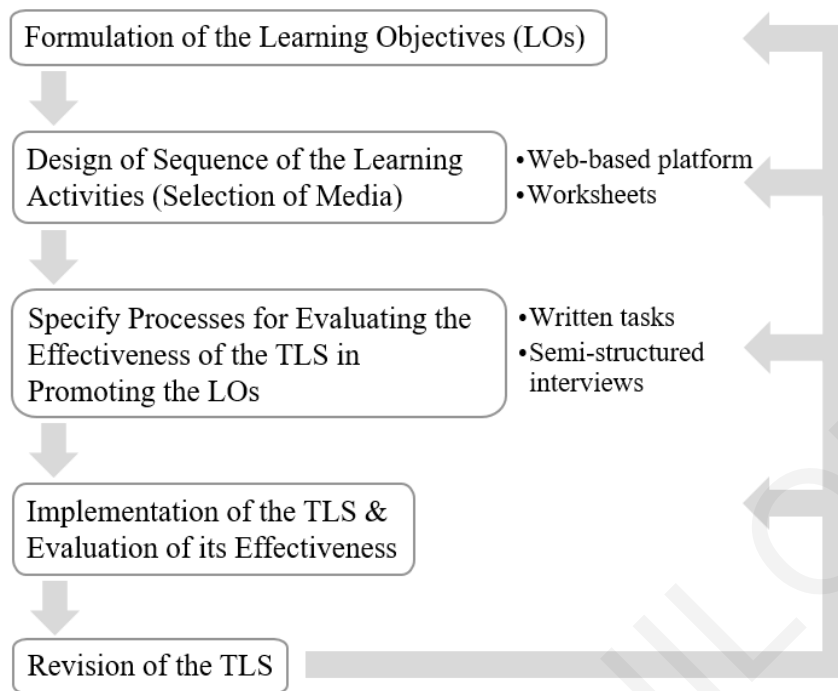 Formulation of the Learning Objectives (LOs)
Design of Sequence of the Learning
Activities (Selection of Media)
•Web-based platform
•Worksheets
Specify Processes for Evaluating the
Effectiveness of the TLS in
Promoting the LOs
•Written tasks
•Semi-structured
interviews
Implementation of the TLS &
Evaluation of its Effectiveness
Revision of the TLS